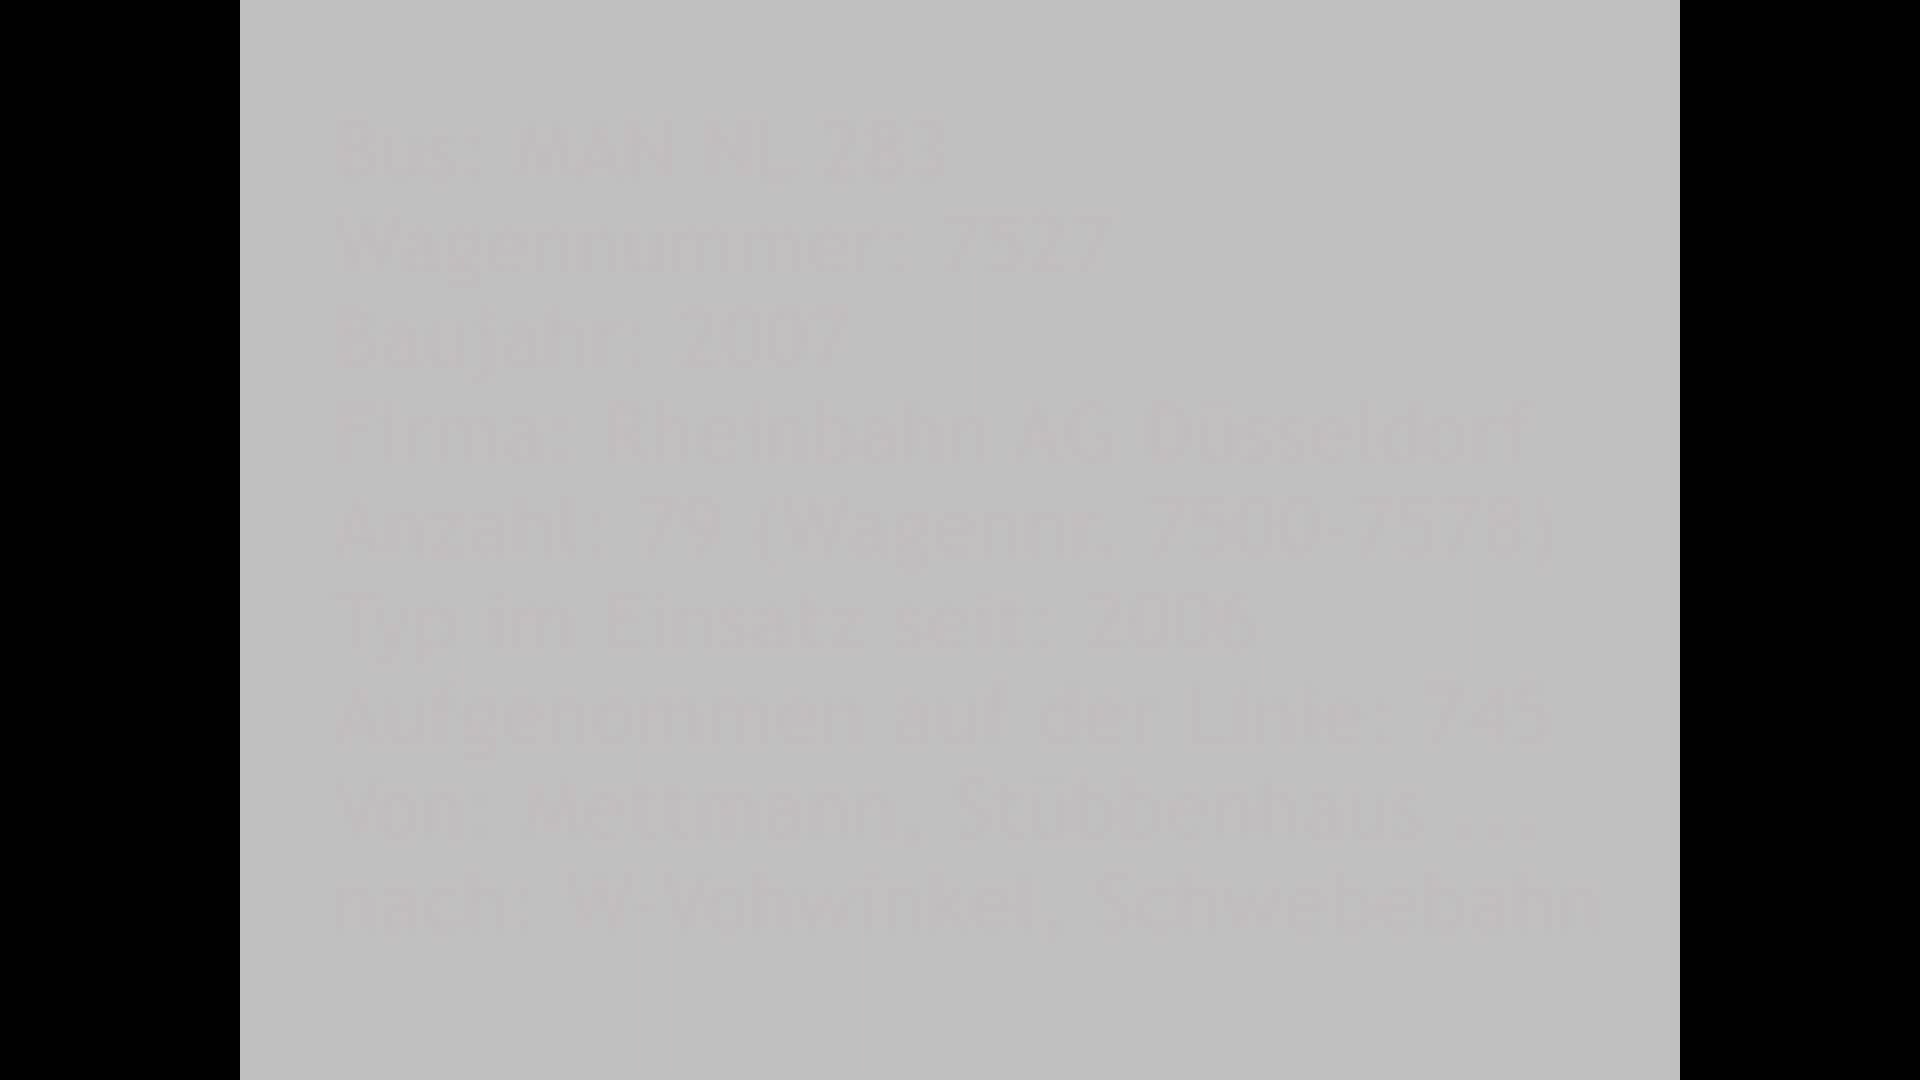 Bus: MAN NL 283
Wagennummer: 7527
Baujahr: 2007
Firma: Rheinbahn AG Düsseldorf
Anzahl: 79 (Wagennr. 7500-7578)
Typ im Einsatz seit: 2006
Aufgenommen auf der Linie: 745
Von: Mettmann, Stübbenhaus ...
nach: W-Vohwinkel, Schwebebahn